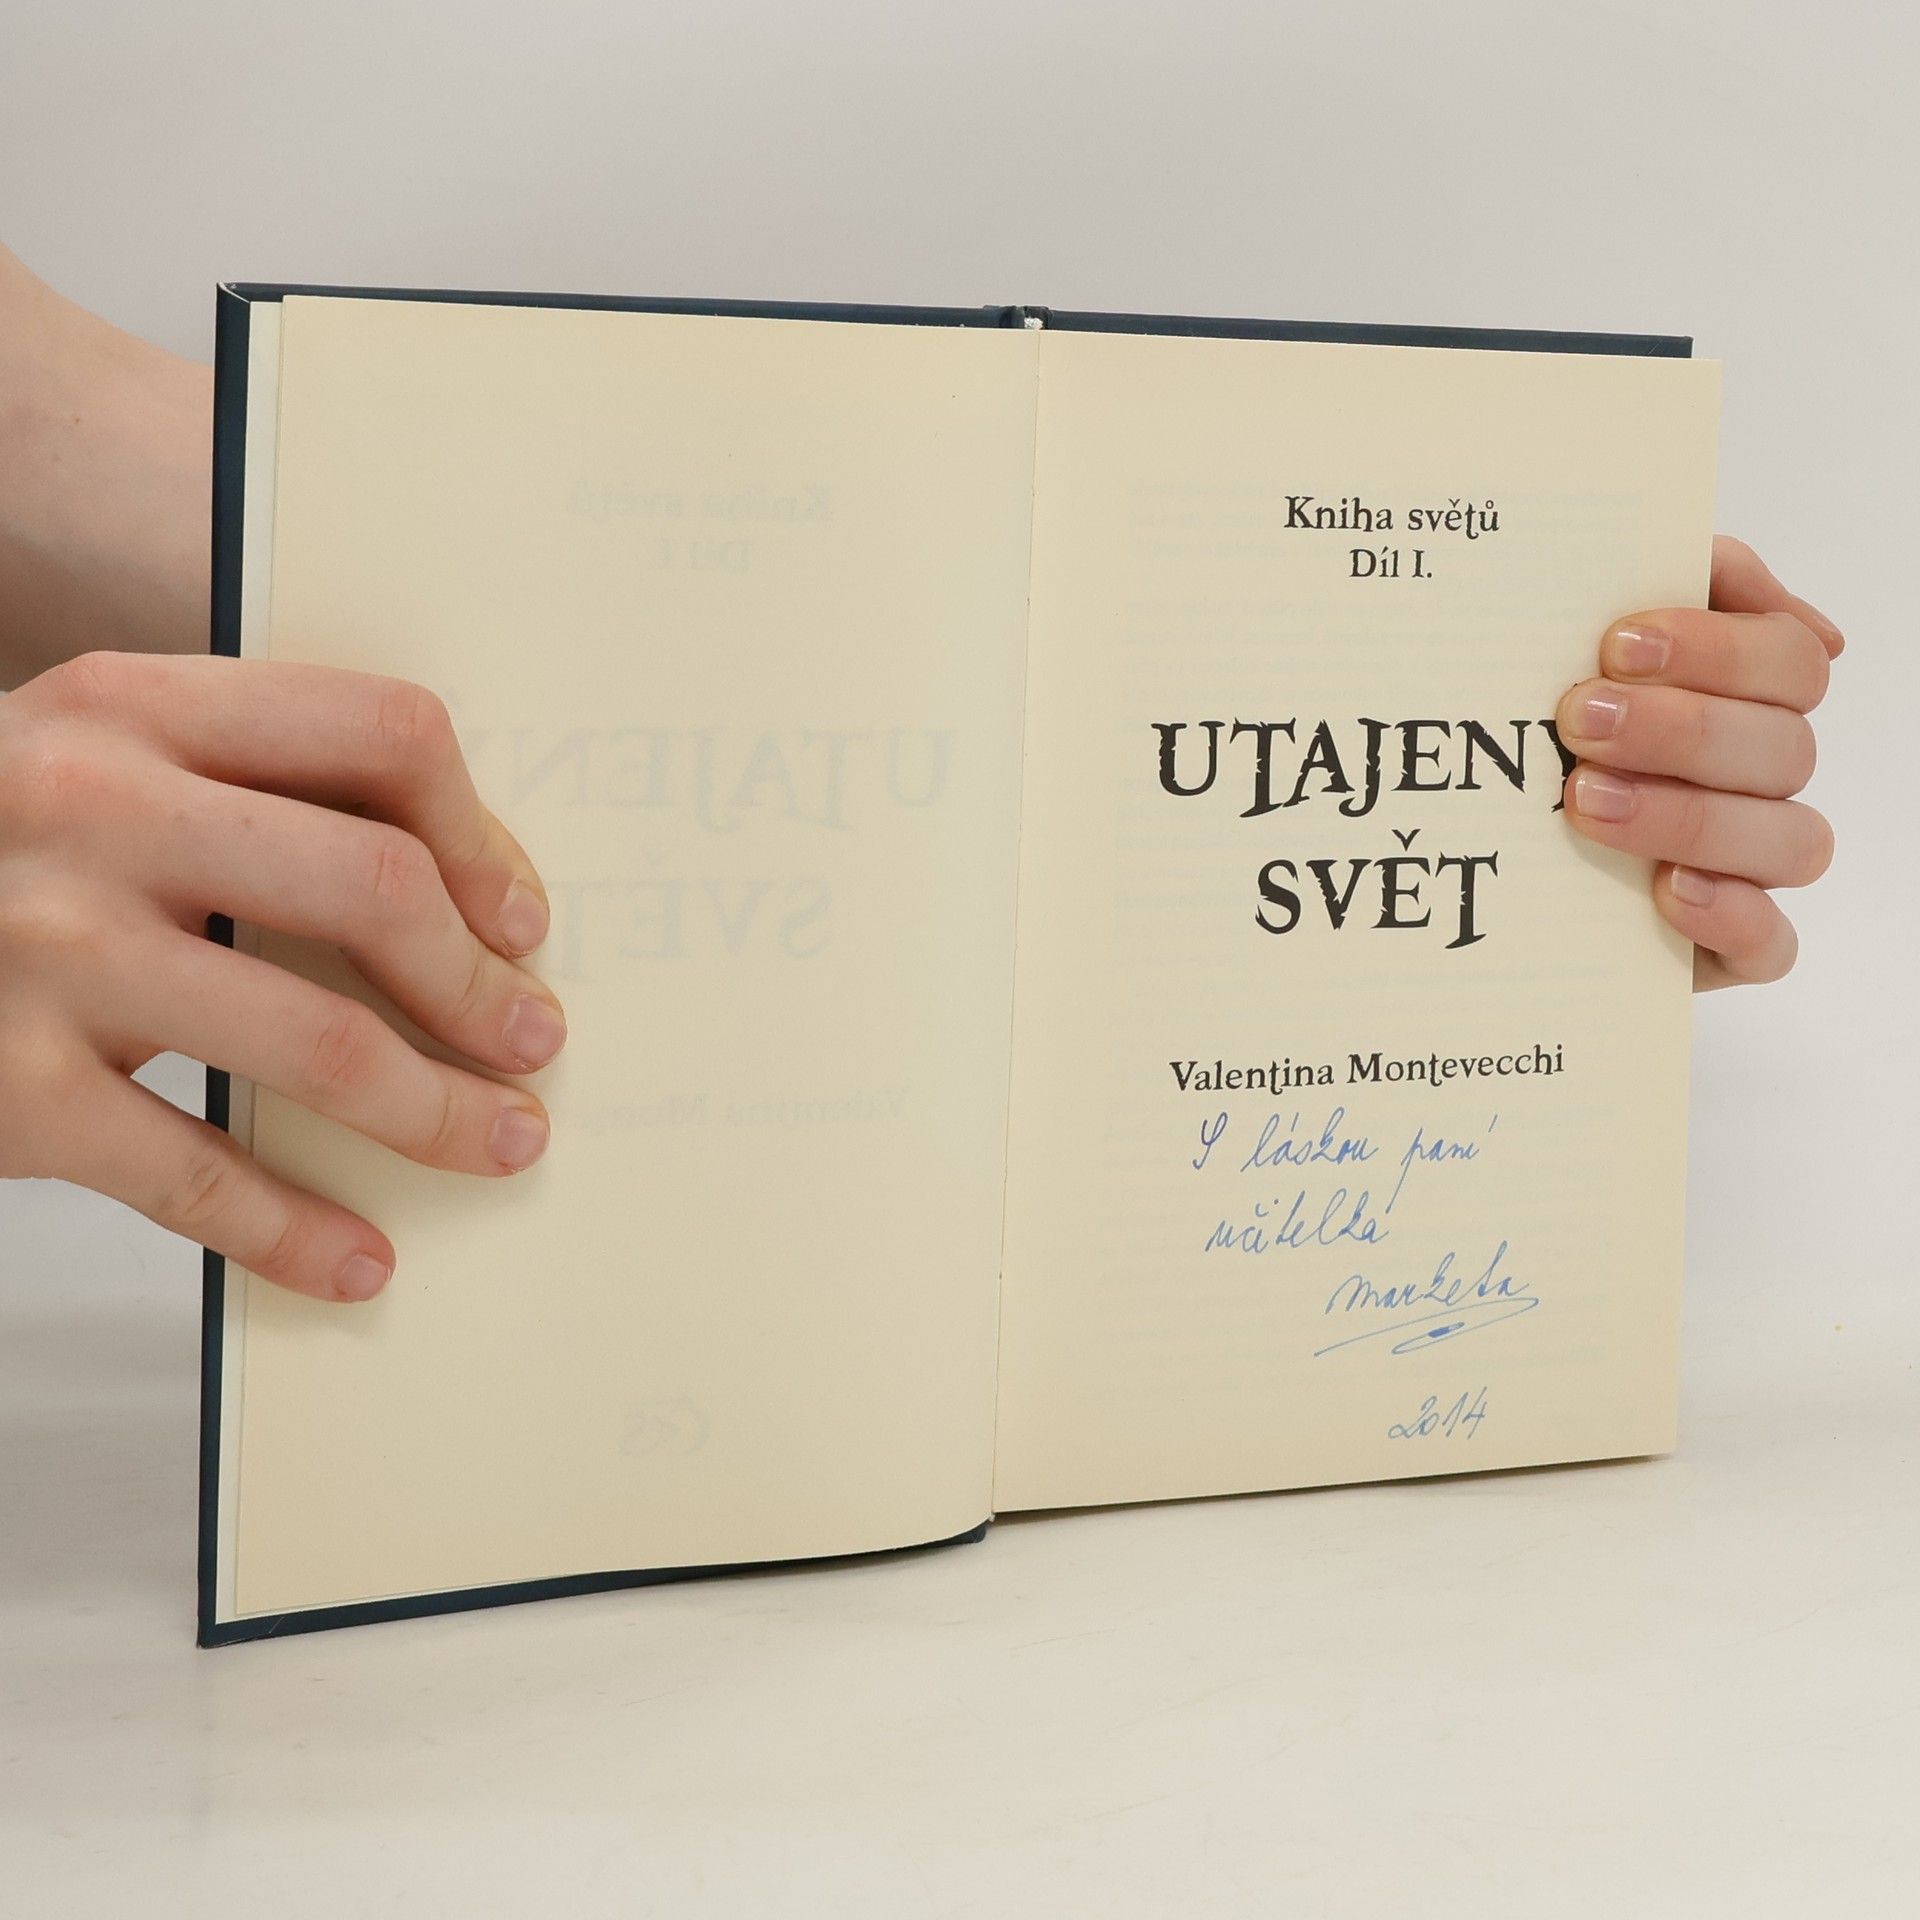 Kniha světů
Díl I.
UTAJENÝ
SVĚT
Valentina Montevecchi
S láskou paní
učitelka
Markéta
2014